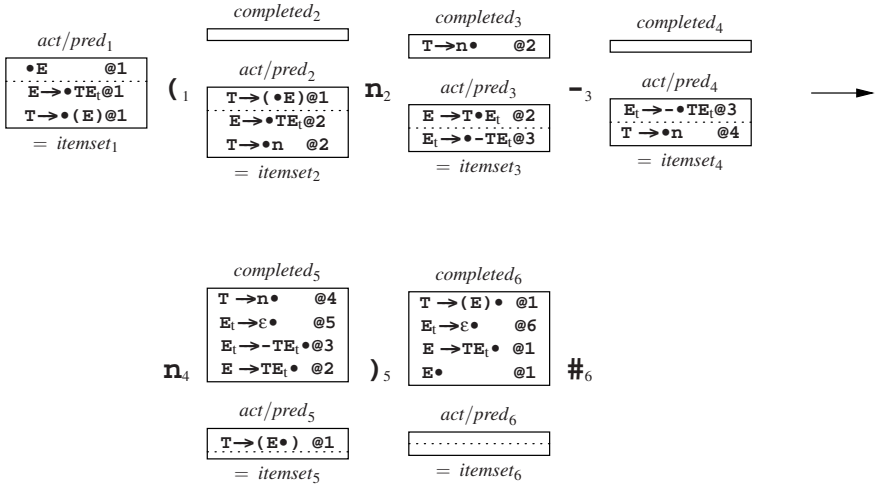 act/pred₁
•E @1
E→•TEₜ@1
T→•(E)@1
= itemset₁
(₁
completed₂
act/pred₂
T→(•E)@1
E→•TEₜ@2
T→•n @2
= itemset₂
n₂
completed₃
T→n• @2
act/pred₃
E →T•Eₜ @2
Eₜ→•-TEₜ@3
= itemset₃
-₃
completed₄
act/pred₄
Eₜ→-•TEₜ@3
T →•n @4
= itemset₄
n₄
completed₅
T →n• @4
Eₜ→ε• @5
Eₜ→-TEₜ•@3
E →TEₜ• @2
act/pred₅
T→(E•) @1
= itemset₅
)₅
completed₆
T →(E)• @1
Eₜ→ε• @6
E →TEₜ• @1
E• @1
act/pred₆
= itemset₆
#₆